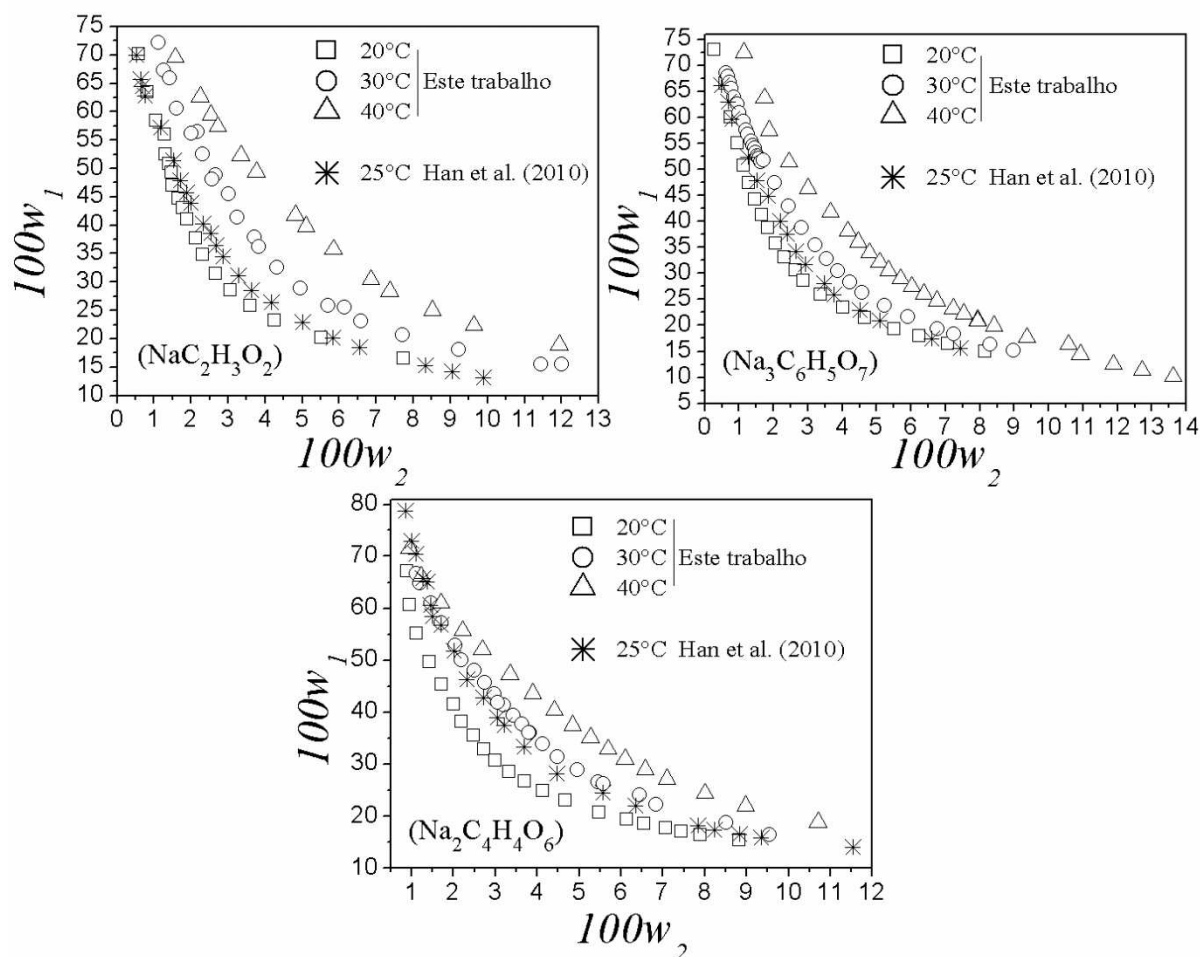 75
70
65
60
55
50
45
40
35
30
25
20
15
10
100w1
20°C
30°C
40°C
Este trabalho
25°C Han et al. (2010)
(NaC2H3O2)
0 1 2 3 4 5 6 7 8 9 10 11 12 13
100w2
75
70
65
60
55
50
45
40
35
30
25
20
15
10
5
100w1
20°C
30°C
40°C
Este trabalho
25°C Han et al. (2010)
(Na3C6H5O7)
0 1 2 3 4 5 6 7 8 9 10 11 12 13 14
100w2
80
70
60
50
40
30
20
10
100w1
20°C
30°C
40°C
Este trabalho
25°C Han et al. (2010)
(Na2C4H4O6)
1 2 3 4 5 6 7 8 9 10 11 12
100w2